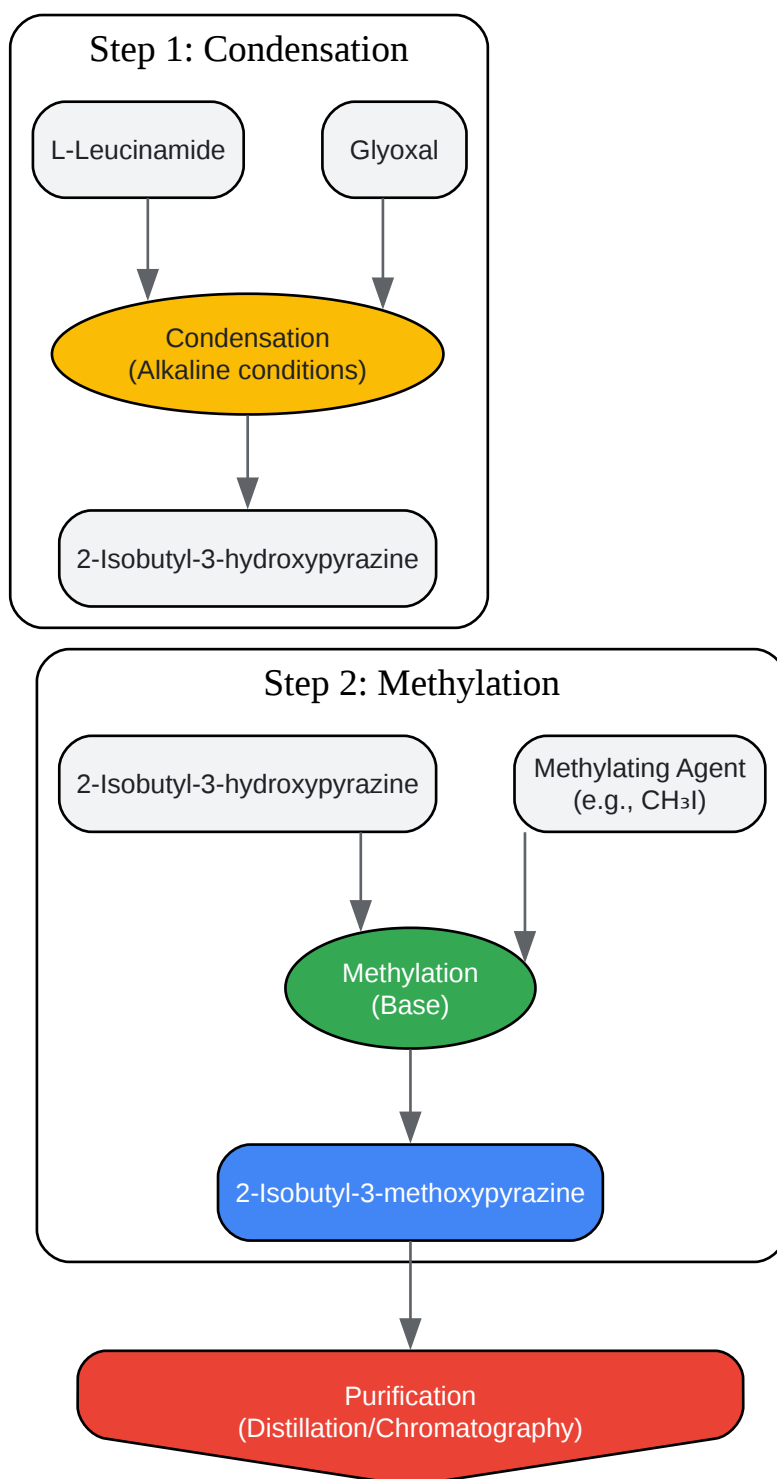 Step 1: Condensation
L-Leucinamide
Glyoxal
Condensation
(Alkaline conditions)
2-Isobutyl-3-hydroxypyrazine
Step 2: Methylation
2-Isobutyl-3-hydroxypyrazine
Methylating Agent
(e.g., CH₃I)
Methylation
(Base)
2-Isobutyl-3-methoxypyrazine
Purification
(Distillation/Chromatography)